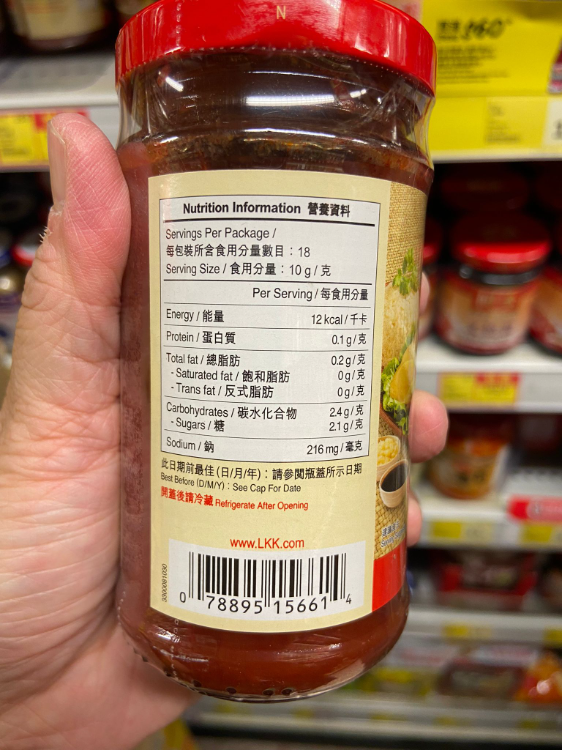 N
Nutrition Information 營養資料
Servings Per Package /
每包裝所含食用分量數目：18
Serving Size / 食用分量：10 g / 克
Per Serving / 每食用分量
Energy / 能量 12 kcal / 千卡
Protein / 蛋白質 0.1 g / 克
Total fat / 總脂肪 0.2 g / 克
- Saturated fat / 飽和脂肪 0 g / 克
- Trans fat / 反式脂肪 0 g / 克
Carbohydrates / 碳水化合物 2.4 g / 克
- Sugars / 糖 2.1 g / 克
Sodium / 鈉 216 mg / 毫克
此日期前最佳 (日/月/年)：請參閱瓶蓋所示日期
Best Before (D/M/Y) : See Cap For Date
開蓋後請冷藏 Refrigerate After Opening
www.LKK.com
0 78895 15661 4